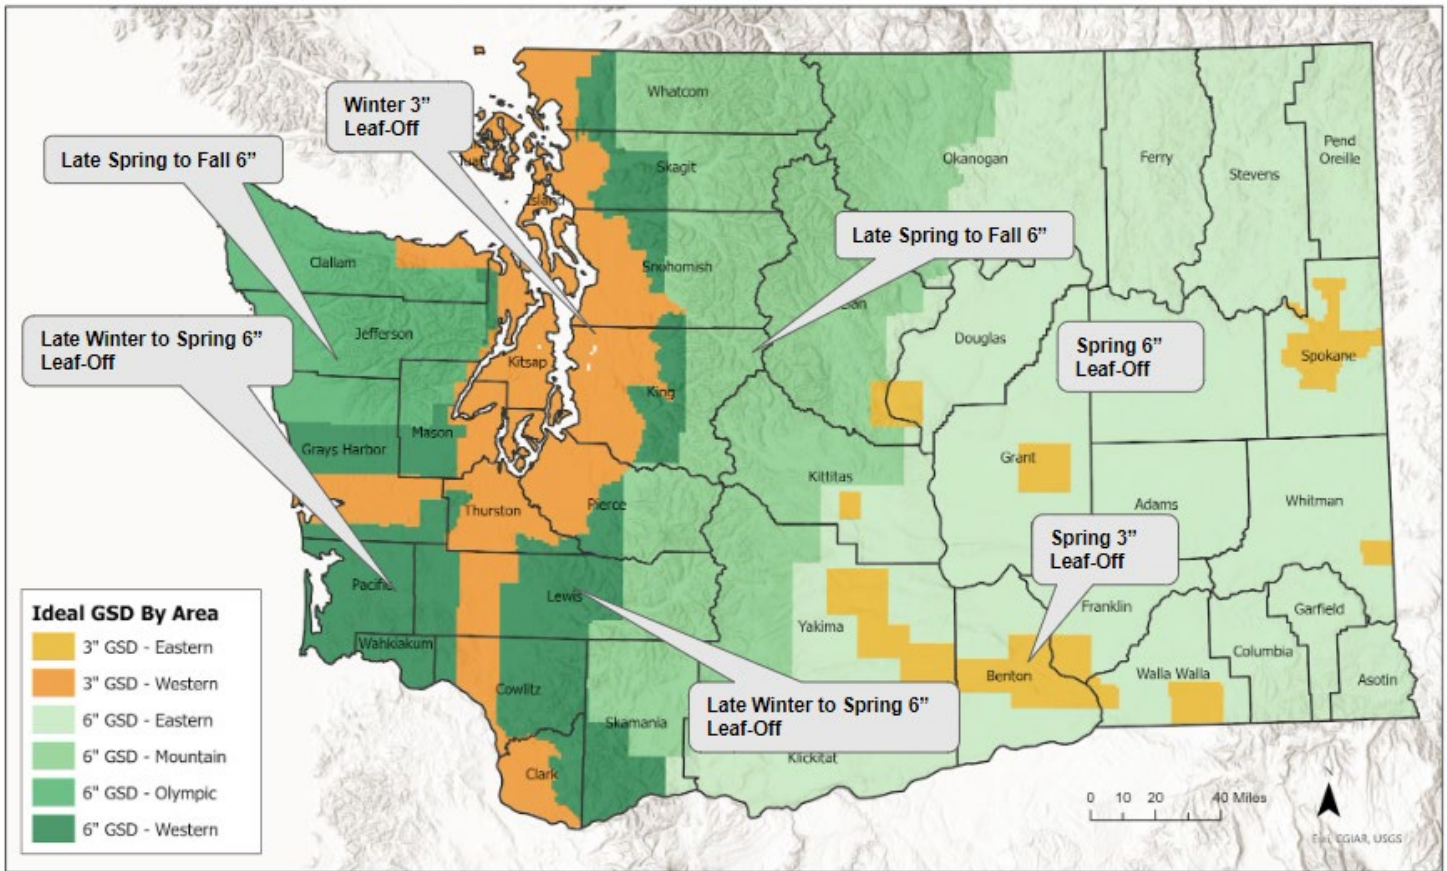 Whatcom
Winter 3”
Leaf-Off
Late Spring to Fall 6”
Skagit
Okanogan
Ferry
Stevens
Pend
Oreille
Island
Late Spring to Fall 6”
Clallam
Snohomish
Late Winter to Spring 6”
Leaf-Off
Jefferson
Douglas
Spring 6”
Leaf-Off
Spokane
Kitsap
King
Mason
Grays Harbor
Grant
Kittitas
Adams
Whitman
Thurston
Pierce
Spring 3”
Leaf-Off
Pacific
Lewis
Franklin
Garfield
Yakima
Wahkiakum
Columbia
Benton
Walla Walla
Asotin
Cowlitz
Late Winter to Spring 6”
Leaf-Off
Skamania
Klickitat
Clark
Ideal GSD By Area
3" GSD - Eastern
3" GSD - Western
6" GSD - Eastern
6" GSD - Mountain
6" GSD - Olympic
6" GSD - Western
N
0 10 20 40 Miles
Esri, CGIAR, USGS